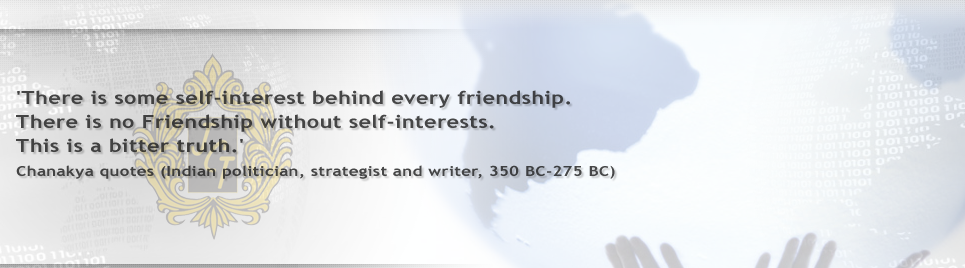 'There is some self-interest behind every friendship.
There is no Friendship without self-interests.
This is a bitter truth.'
Chanakya quotes (Indian politician, strategist and writer, 350 BC-275 BC)